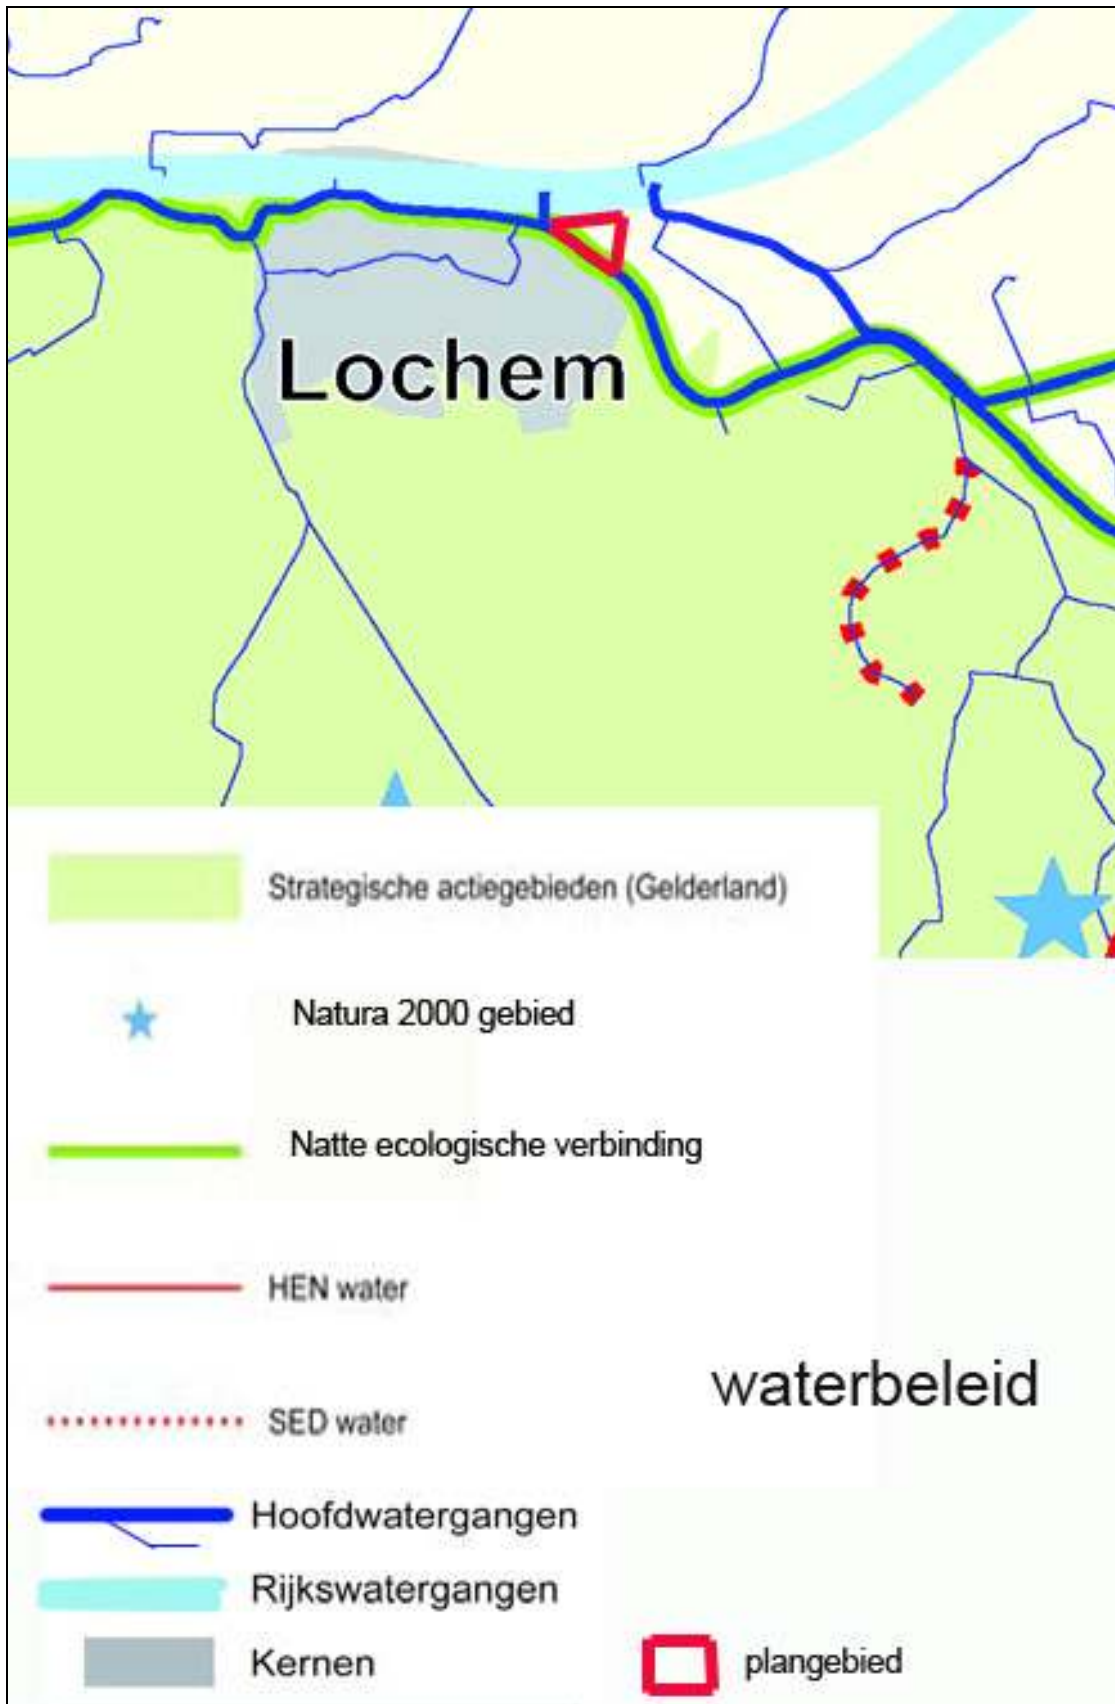 Lochem
Strategische actiegebieden (Gelderland)
Natura 2000 gebied
Natte ecologische verbinding
HEN water
waterbeleid
SED water
Hoofdwatergangen
Rijkswatergangen
Kernen
plangebied